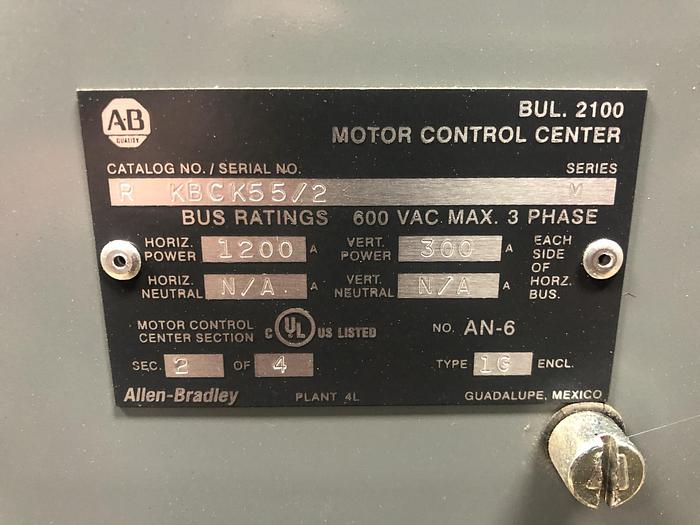 A-B
QUALITY
BUL. 2100
MOTOR CONTROL CENTER
CATALOG NO. / SERIAL NO. SERIES
R KBCK55/2 M
BUS RATINGS 600 VAC MAX. 3 PHASE
HORIZ. POWER 1200 A VERT. POWER 300 A EACH SIDE OF HORZ. BUS.
HORIZ. NEUTRAL N/A. A VERT. NEUTRAL N/A A
MOTOR CONTROL CENTER SECTION C UL US LISTED NO. AN-6
SEC. 2 OF 4 TYPE 1G ENCL.
Allen-Bradley PLANT 4L GUADALUPE, MEXICO